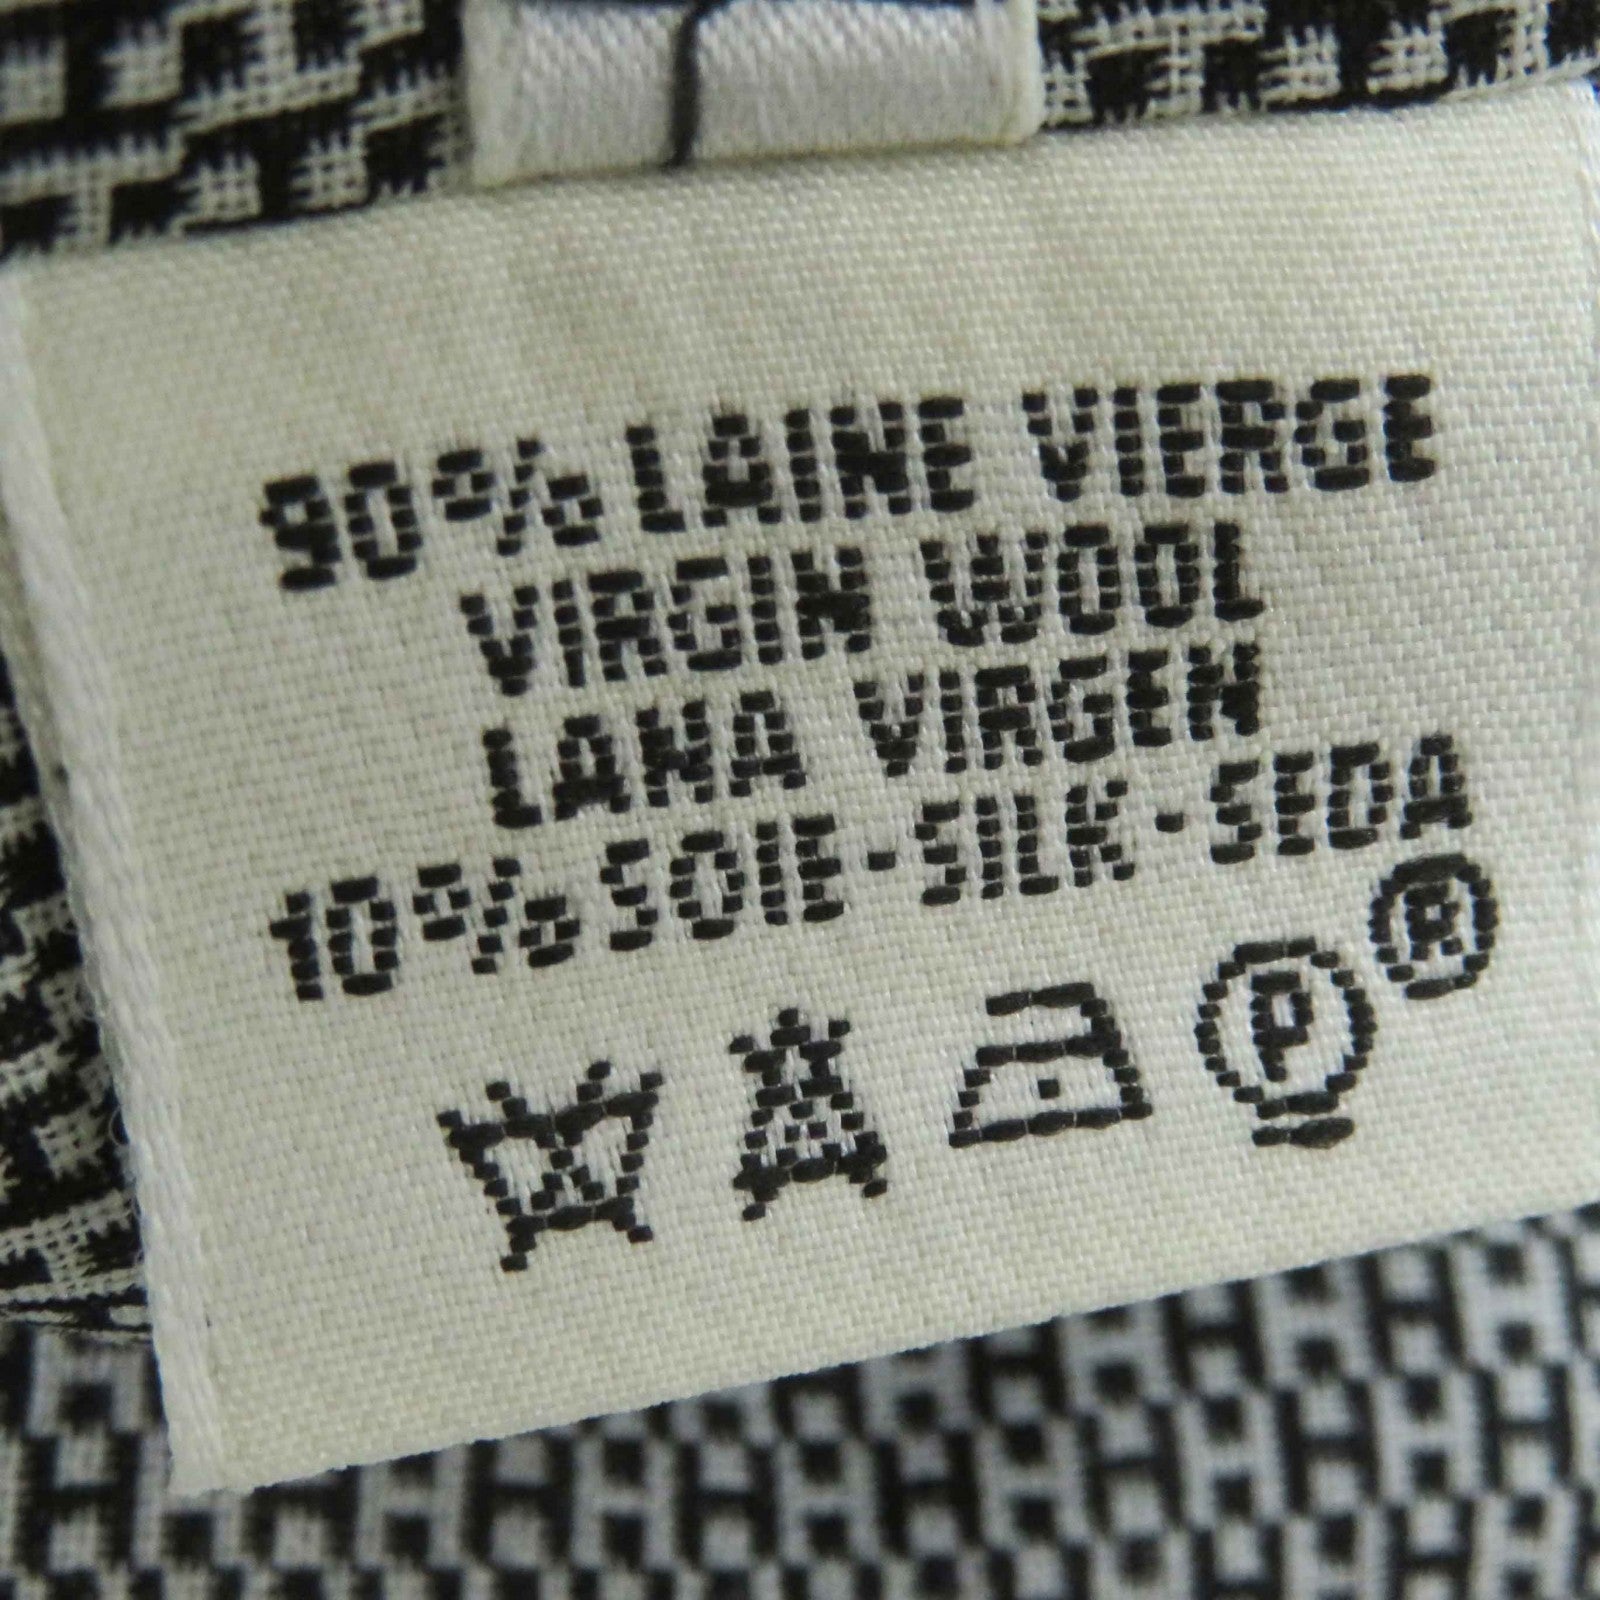 90% LAINE VIERGE
VIRGIN WOOL
LANA VIRGEN
10% SOIE-SILK-SEDA
P ®